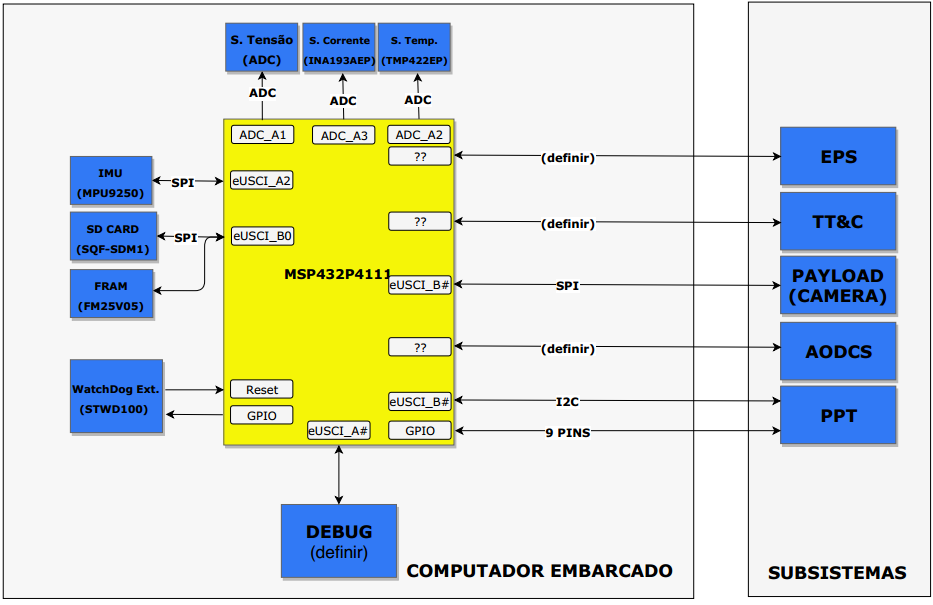 S. Tensão
(ADC)
S. Corrente
(INA193AEP)
S. Temp.
(TMP422EP)
ADC
ADC
ADC
ADC_A1
ADC_A3
ADC_A2
??
(definir)
EPS
IMU
(MPU9250)
SPI
eUSCI_A2
SD CARD
(SQF-SDM1)
SPI
eUSCI_B0
??
(definir)
TT&C
FRAM
(FM25V05)
MSP432P4111
eUSCI_B#
SPI
PAYLOAD
(CAMERA)
??
(definir)
AODCS
WatchDog Ext.
(STWD100)
Reset
GPIO
eUSCI_B#
I2C
PPT
eUSCI_A#
GPIO
9 PINS
DEBUG
(definir)
COMPUTADOR EMBARCADO
SUBSISTEMAS